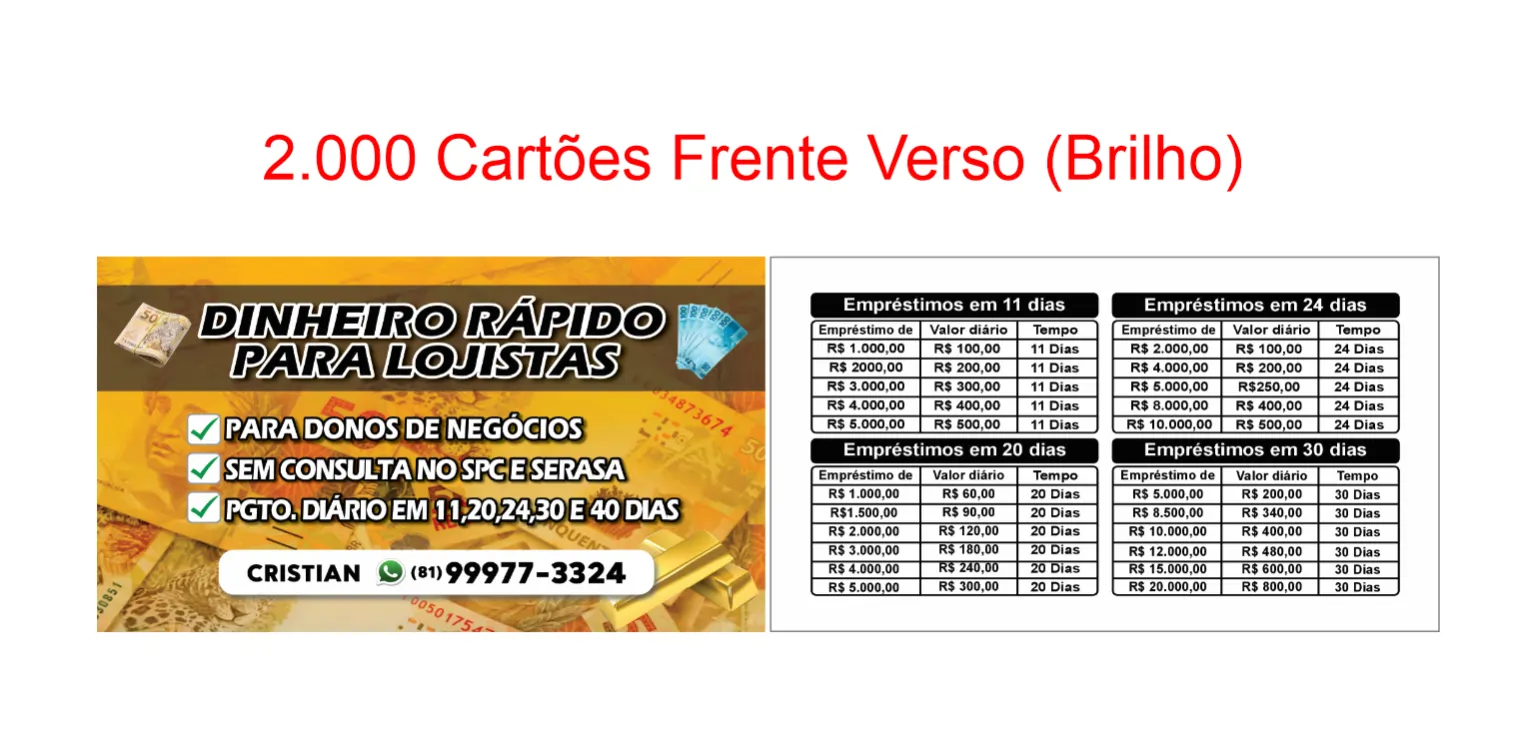 2.000 Cartões Frente Verso (Brilho)
DINHEIRO RÁPIDO
PARA LOJISTAS
PARA DONOS DE NEGÓCIOS
SEM CONSULTA NO SPC E SERASA
PGTO. DIÁRIO EM 11,20,24,30 E 40 DIAS
CRISTIAN (81) 99977-3324
Empréstimos em 11 dias
Empréstimo de Valor diário Tempo
R$ 1.000,00 R$ 100,00 11 Dias
R$ 2000,00 R$ 200,00 11 Dias
R$ 3.000,00 R$ 300,00 11 Dias
R$ 4.000,00 R$ 400,00 11 Dias
R$ 5.000,00 R$ 500,00 11 Dias
Empréstimos em 24 dias
Empréstimo de Valor diário Tempo
R$ 2.000,00 R$ 100,00 24 Dias
R$ 4.000,00 R$ 200,00 24 Dias
R$ 5.000,00 R$250,00 24 Dias
R$ 8.000,00 R$ 400,00 24 Dias
R$ 10.000,00 R$ 500,00 24 Dias
Empréstimos em 20 dias
Empréstimo de Valor diário Tempo
R$ 1.000,00 R$ 60,00 20 Dias
R$1.500,00 R$ 90,00 20 Dias
R$ 2.000,00 R$ 120,00 20 Dias
R$ 3.000,00 R$ 180,00 20 Dias
R$ 4.000,00 R$ 240,00 20 Dias
R$ 5.000,00 R$ 300,00 20 Dias
Empréstimos em 30 dias
Empréstimo de Valor diário Tempo
R$ 5.000,00 R$ 200,00 30 Dias
R$ 8.500,00 R$ 340,00 30 Dias
R$ 10.000,00 R$ 400,00 30 Dias
R$ 12.000,00 R$ 480,00 30 Dias
R$ 15.000,00 R$ 600,00 30 Dias
R$ 20.000,00 R$ 800,00 30 Dias